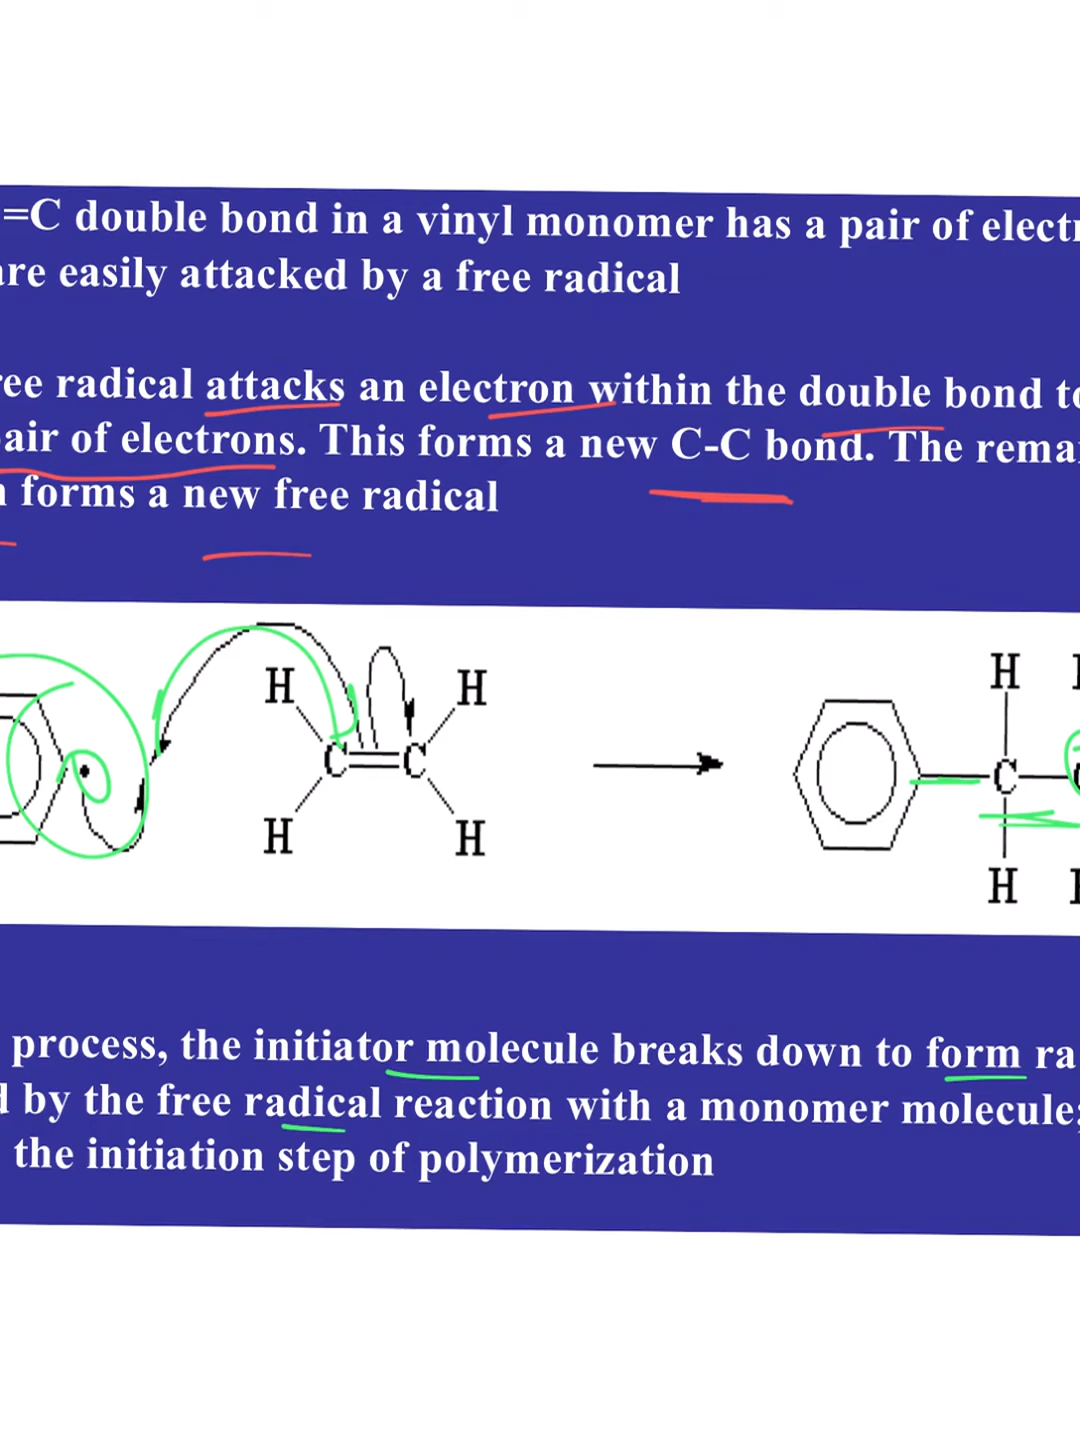 =C double bond in a vinyl monomer has a pair of electr
are easily attacked by a free radical
ree radical attacks an electron within the double bond to
pair of electrons. This forms a new C-C bond. The remai
n forms a new free radical
H H H
C=C C
H H H
process, the initiator molecule breaks down to form ra
d by the free radical reaction with a monomer molecule;
the initiation step of polymerization